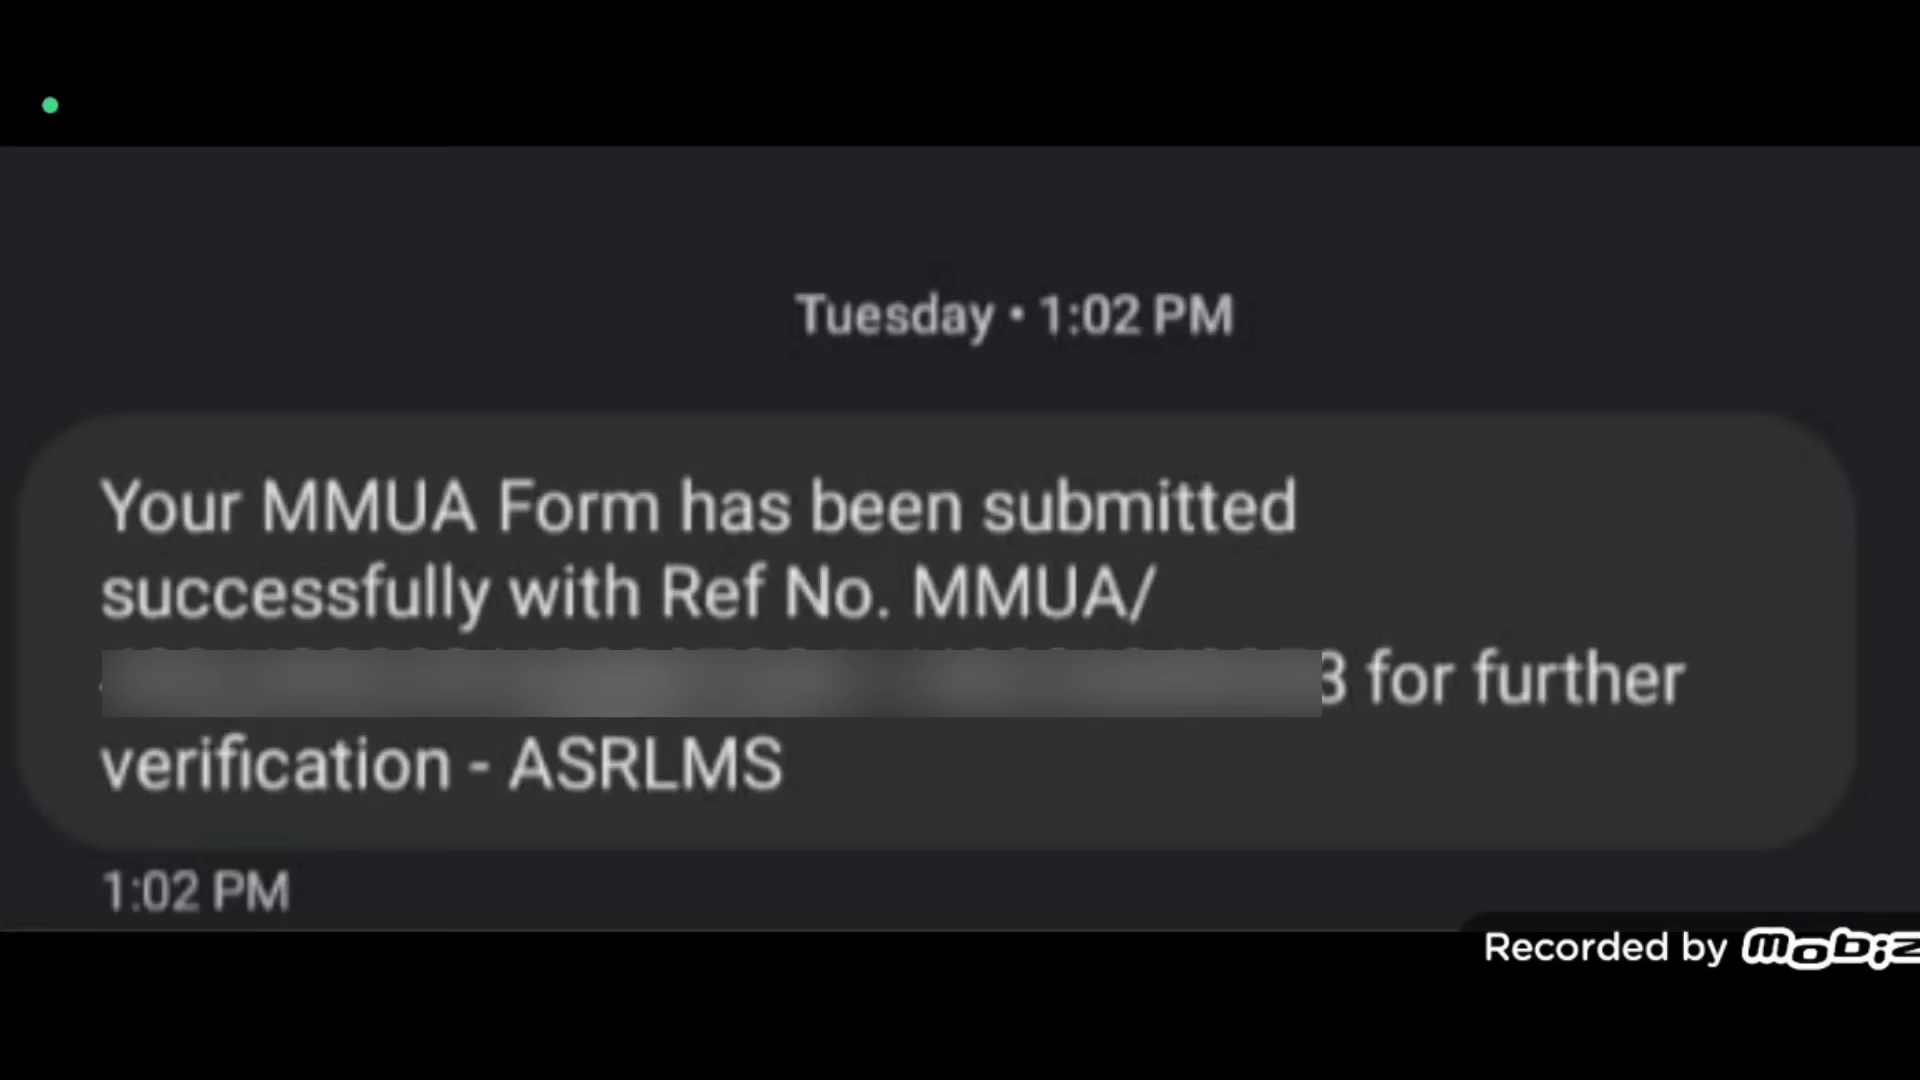 Tuesday • 1:02 PM
Your MMUA Form has been submitted
successfully with Ref No. MMUA/
3 for further
verification - ASRLMS
1:02 PM
Recorded by mobiz